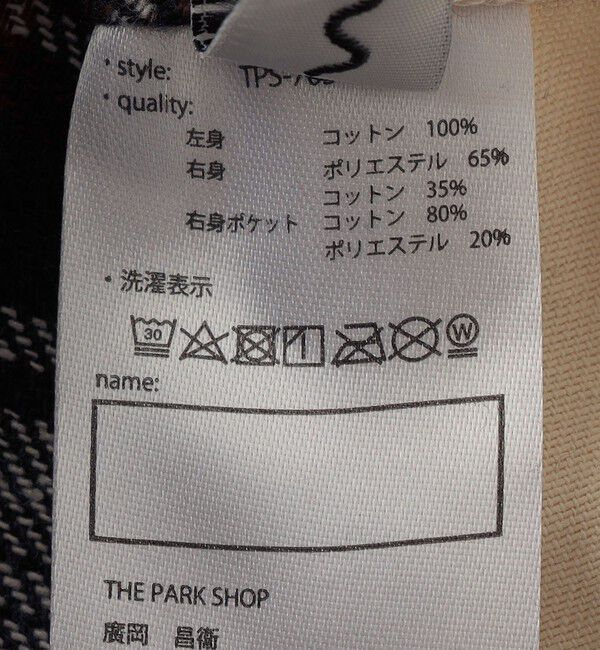 ・style:
・quality:
左身 コットン 100%
右身 ポリエステル 65%
コットン 35%
右身ポケット コットン 80%
ポリエステル 20%
・洗濯表示
30 W
name:
THE PARK SHOP
廣岡 昌衞